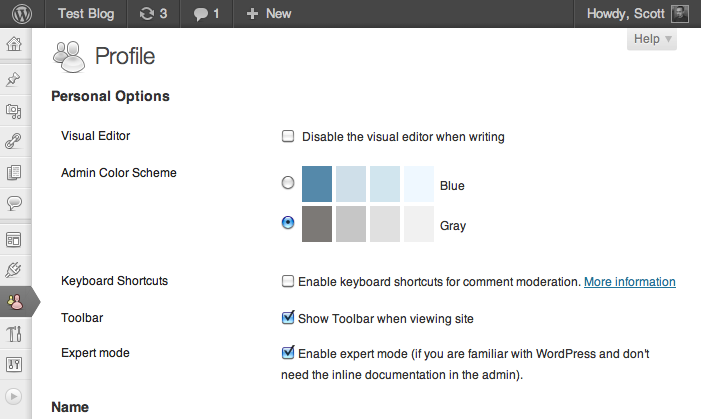 Test Blog 3 1 New Howdy, Scott
Help
Profile
Personal Options
Visual Editor Disable the visual editor when writing
Admin Color Scheme
Blue
Gray
Keyboard Shortcuts Enable keyboard shortcuts for comment moderation. More information
Toolbar Show Toolbar when viewing site
Expert mode Enable expert mode (if you are familiar with WordPress and don't
need the inline documentation in the admin).
Name